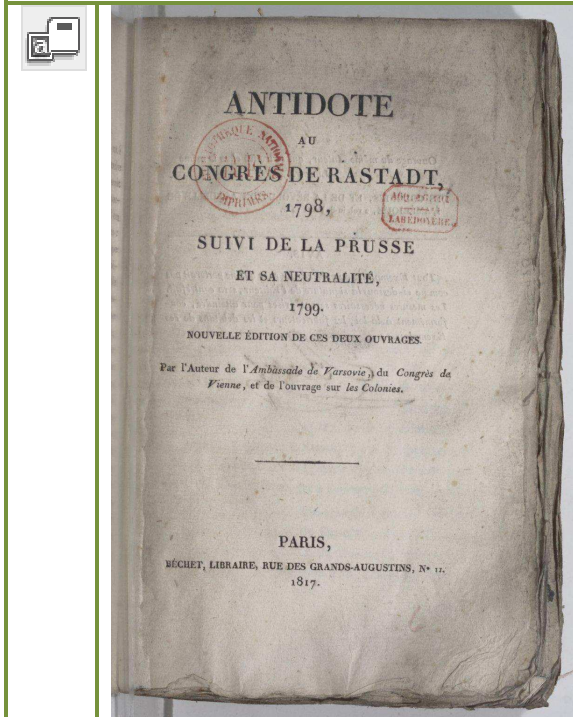 ANTIDOTE
AU
CONGRÈS DE RASTADT,
1798,
SUIVI DE LA PRUSSE
ET SA NEUTRALITÉ,
1799.
NOUVELLE ÉDITION DE CES DEUX OUVRAGES.
Par l'Auteur de l'Ambassade de Varsovie, du Congrès de
Vienne, et de l'ouvrage sur les Colonies.
PARIS,
BÉCHET, LIBRAIRE, RUE DES GRANDS-AUGUSTINS, N° 11.
1817.
IMPRIMÉS
LABEDOYERE